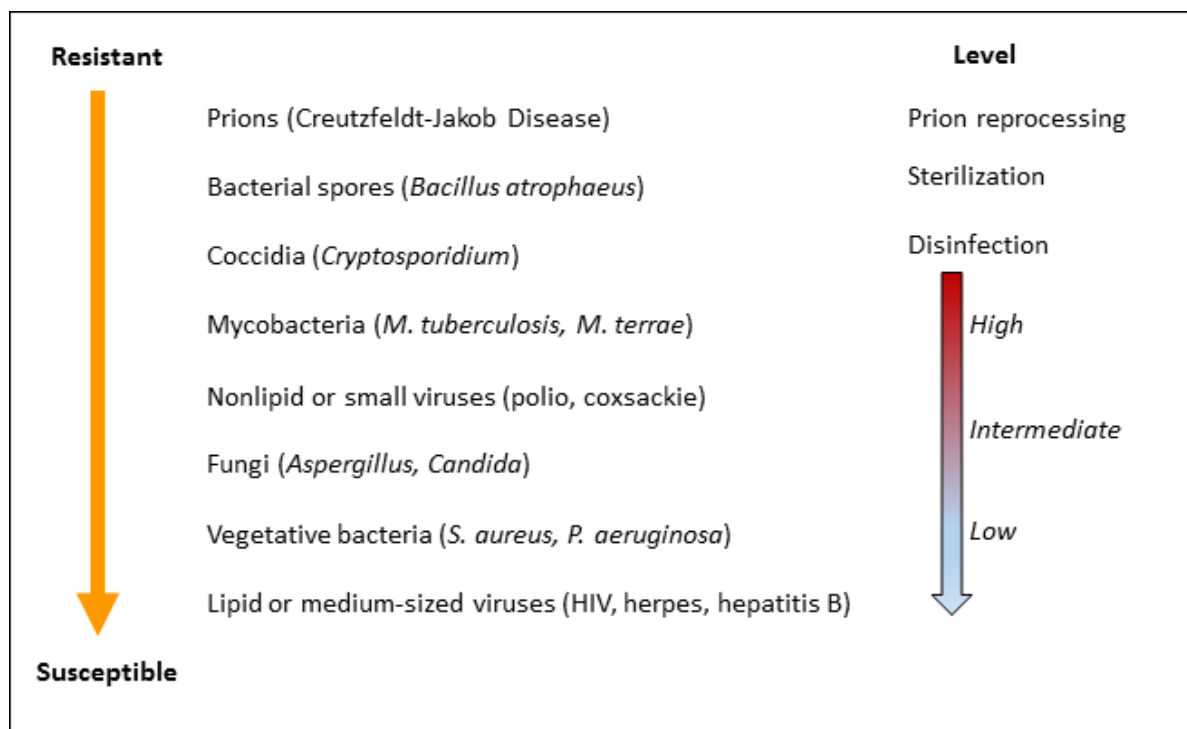 Resistant
Level
Prions (Creutzfeldt-Jakob Disease)
Prion reprocessing
Bacterial spores (Bacillus atrophaeus)
Sterilization
Coccidia (Cryptosporidium)
Disinfection
Mycobacteria (M. tuberculosis, M. terrae)
High
Nonlipid or small viruses (polio, coxsackie)
Intermediate
Fungi (Aspergillus, Candida)
Vegetative bacteria (S. aureus, P. aeruginosa)
Low
Lipid or medium-sized viruses (HIV, herpes, hepatitis B)
Susceptible